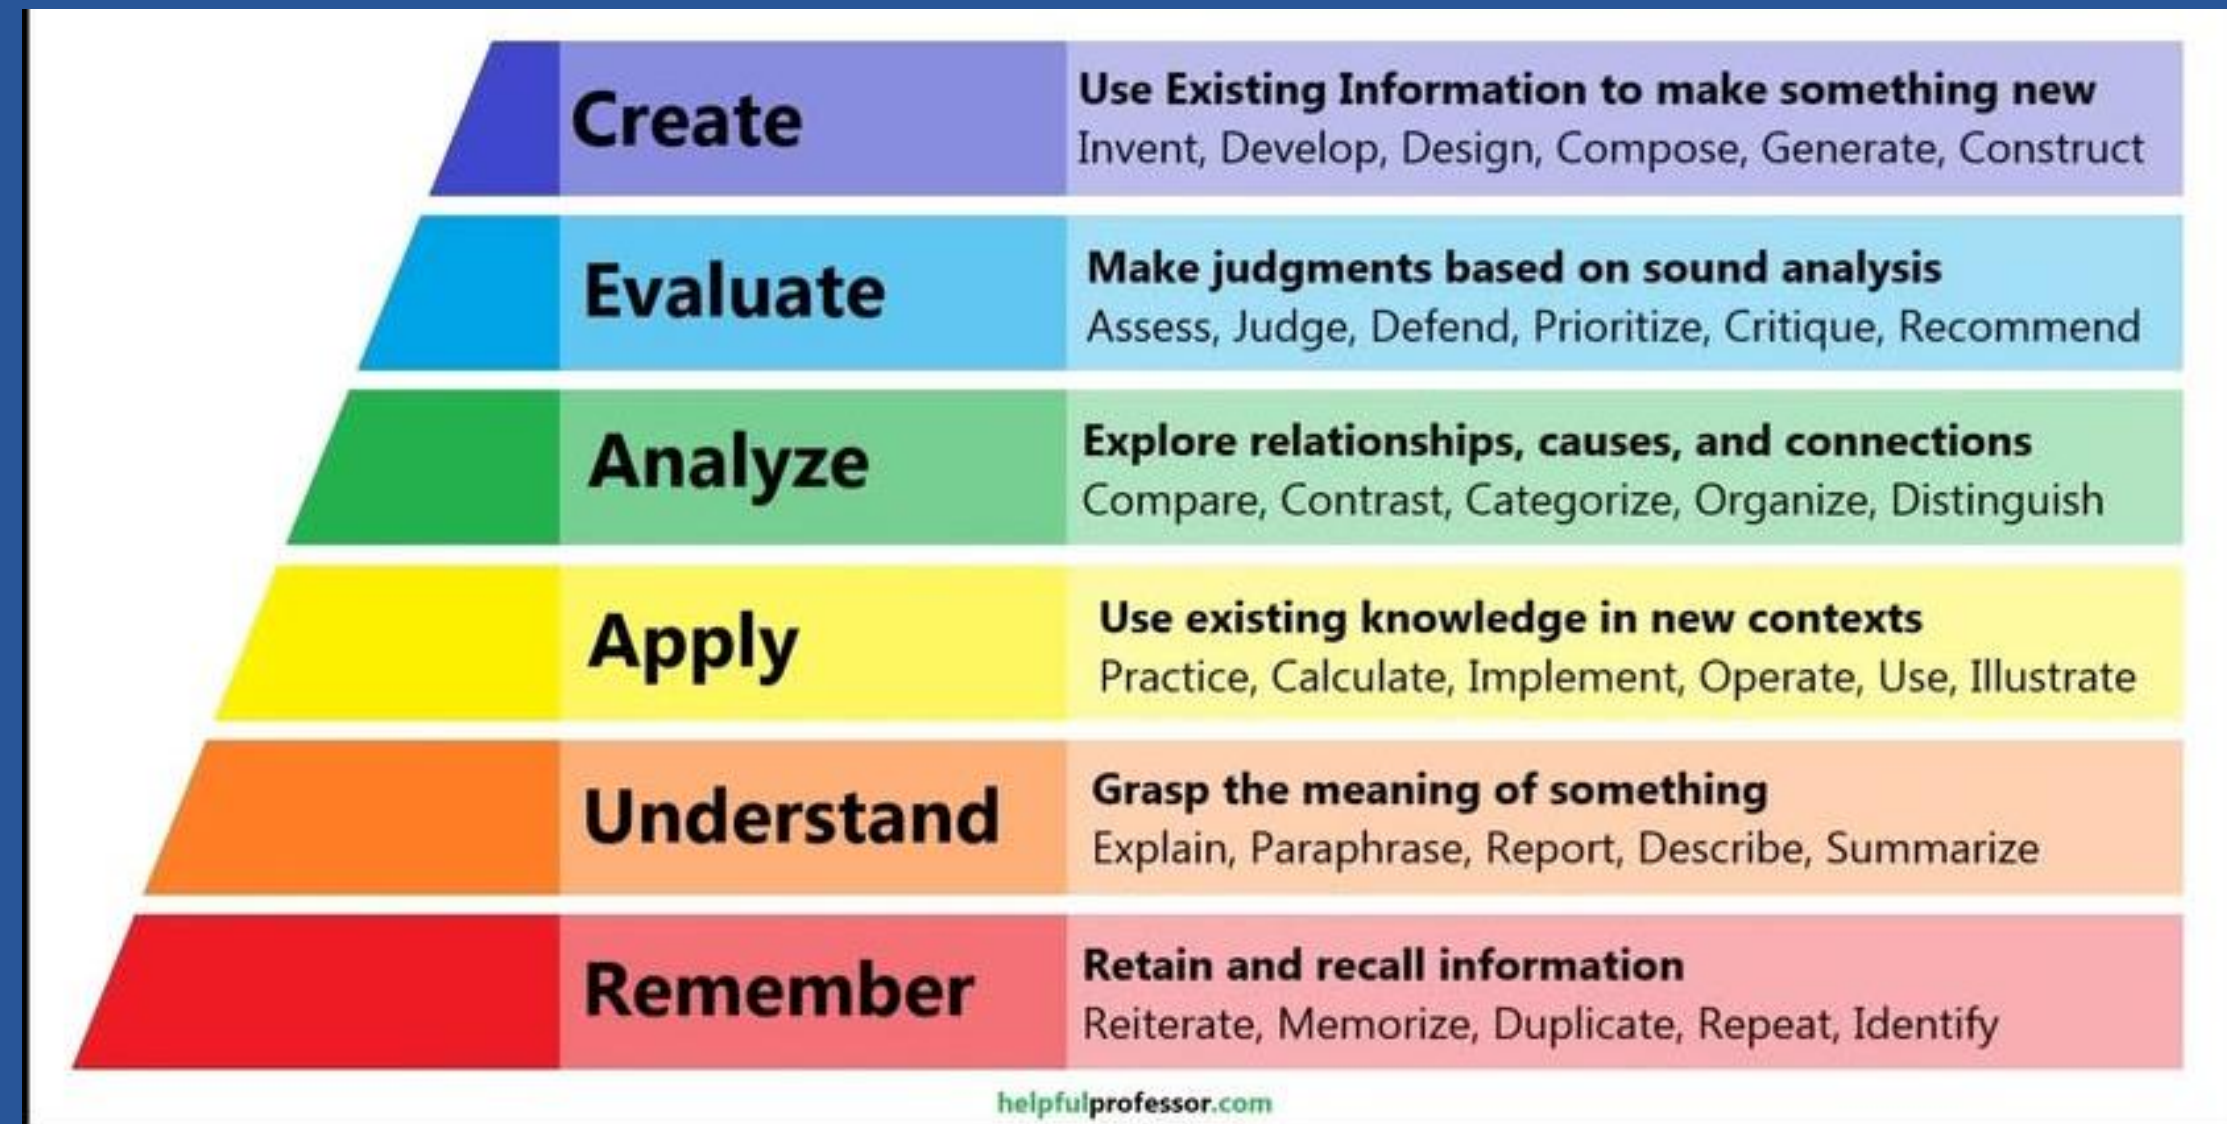 Create
Use Existing Information to make something new
Invent, Develop, Design, Compose, Generate, Construct
Evaluate
Make judgments based on sound analysis
Assess, Judge, Defend, Prioritize, Critique, Recommend
Analyze
Explore relationships, causes, and connections
Compare, Contrast, Categorize, Organize, Distinguish
Apply
Use existing knowledge in new contexts
Practice, Calculate, Implement, Operate, Use, Illustrate
Understand
Grasp the meaning of something
Explain, Paraphrase, Report, Describe, Summarize
Remember
Retain and recall information
Reiterate, Memorize, Duplicate, Repeat, Identify
helpfulprofessor.com